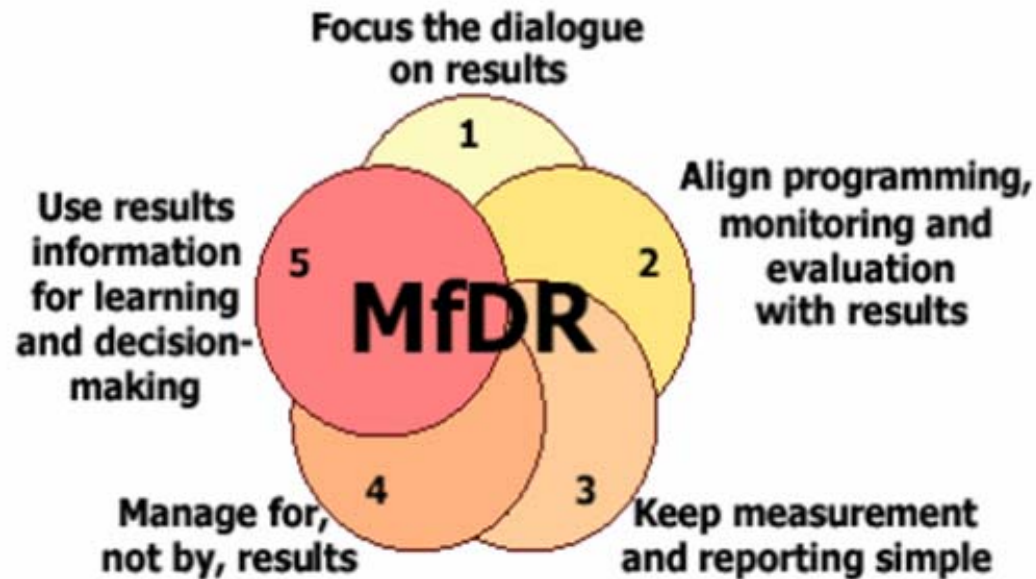 Focus the dialogue
on results
1
Align programming,
monitoring and
evaluation
with results
2
Keep measurement
and reporting simple
3
Manage for,
not by, results
4
Use results
information
for learning
and decision-
making
5
MfDR